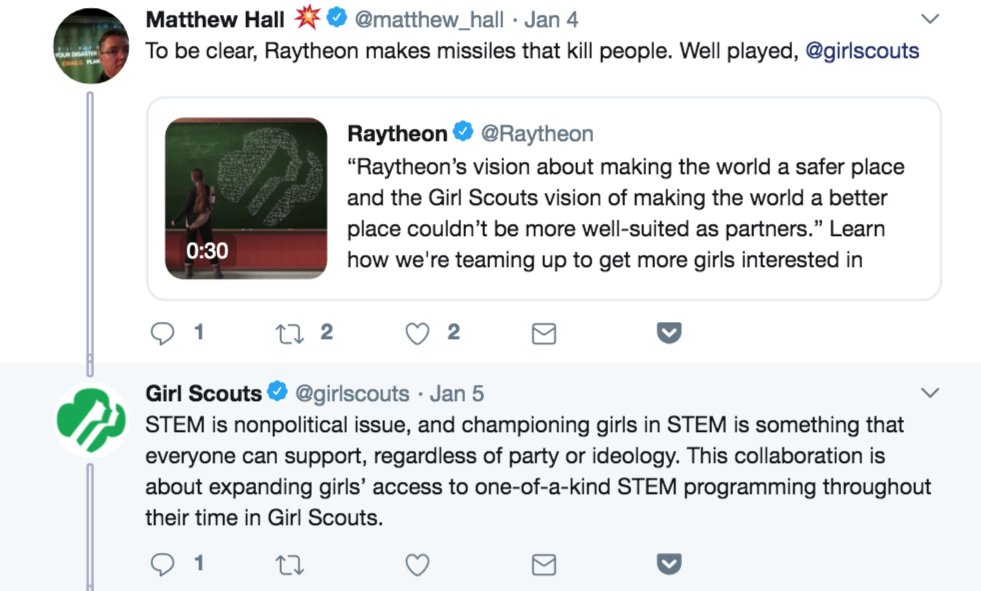 Matthew Hall 💥 @matthew_hall · Jan 4
To be clear, Raytheon makes missiles that kill people. Well played, @girlscouts
Raytheon @Raytheon
“Raytheon’s vision about making the world a safer place
and the Girl Scouts vision of making the world a better
place couldn’t be more well-suited as partners.” Learn
how we're teaming up to get more girls interested in
0:30
1 2 2
Girl Scouts @girlscouts · Jan 5
STEM is nonpolitical issue, and championing girls in STEM is something that
everyone can support, regardless of party or ideology. This collaboration is
about expanding girls’ access to one-of-a-kind STEM programming throughout
their time in Girl Scouts.
1